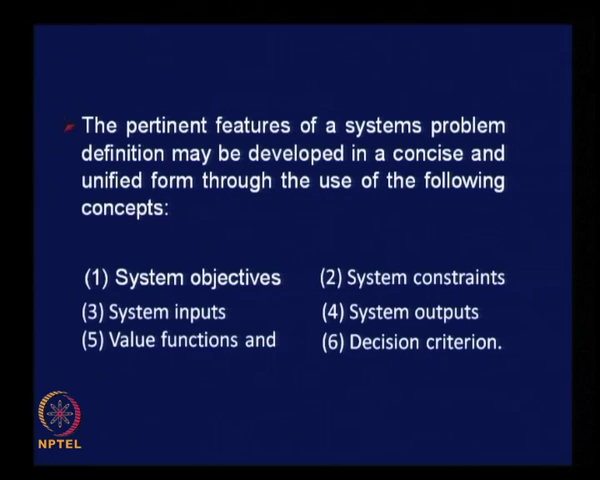 The pertinent features of a systems problem
definition may be developed in a concise and
unified form through the use of the following
concepts:
(1) System objectives (2) System constraints
(3) System inputs (4) System outputs
(5) Value functions and (6) Decision criterion.
NPTEL